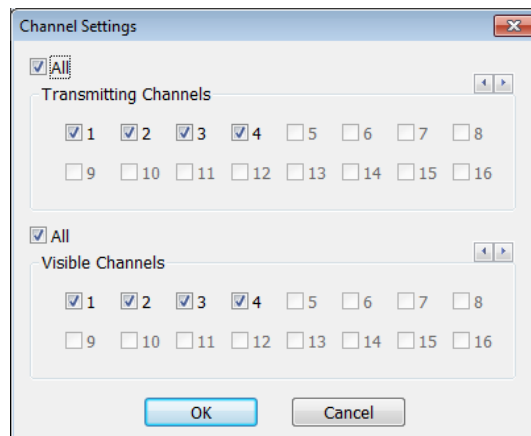 Channel Settings
All
Transmitting Channels
1 2 3 4 5 6 7 8
9 10 11 12 13 14 15 16
All
Visible Channels
1 2 3 4 5 6 7 8
9 10 11 12 13 14 15 16
OK Cancel